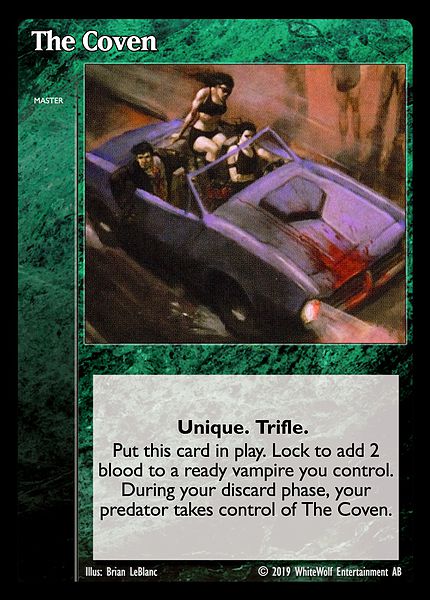 The Coven
MASTER
Unique. Trifle.
Put this card in play. Lock to add 2
blood to a ready vampire you control.
During your discard phase, your
predator takes control of The Coven.
Illus: Brian LeBlanc
© 2019 WhiteWolf Entertainment AB